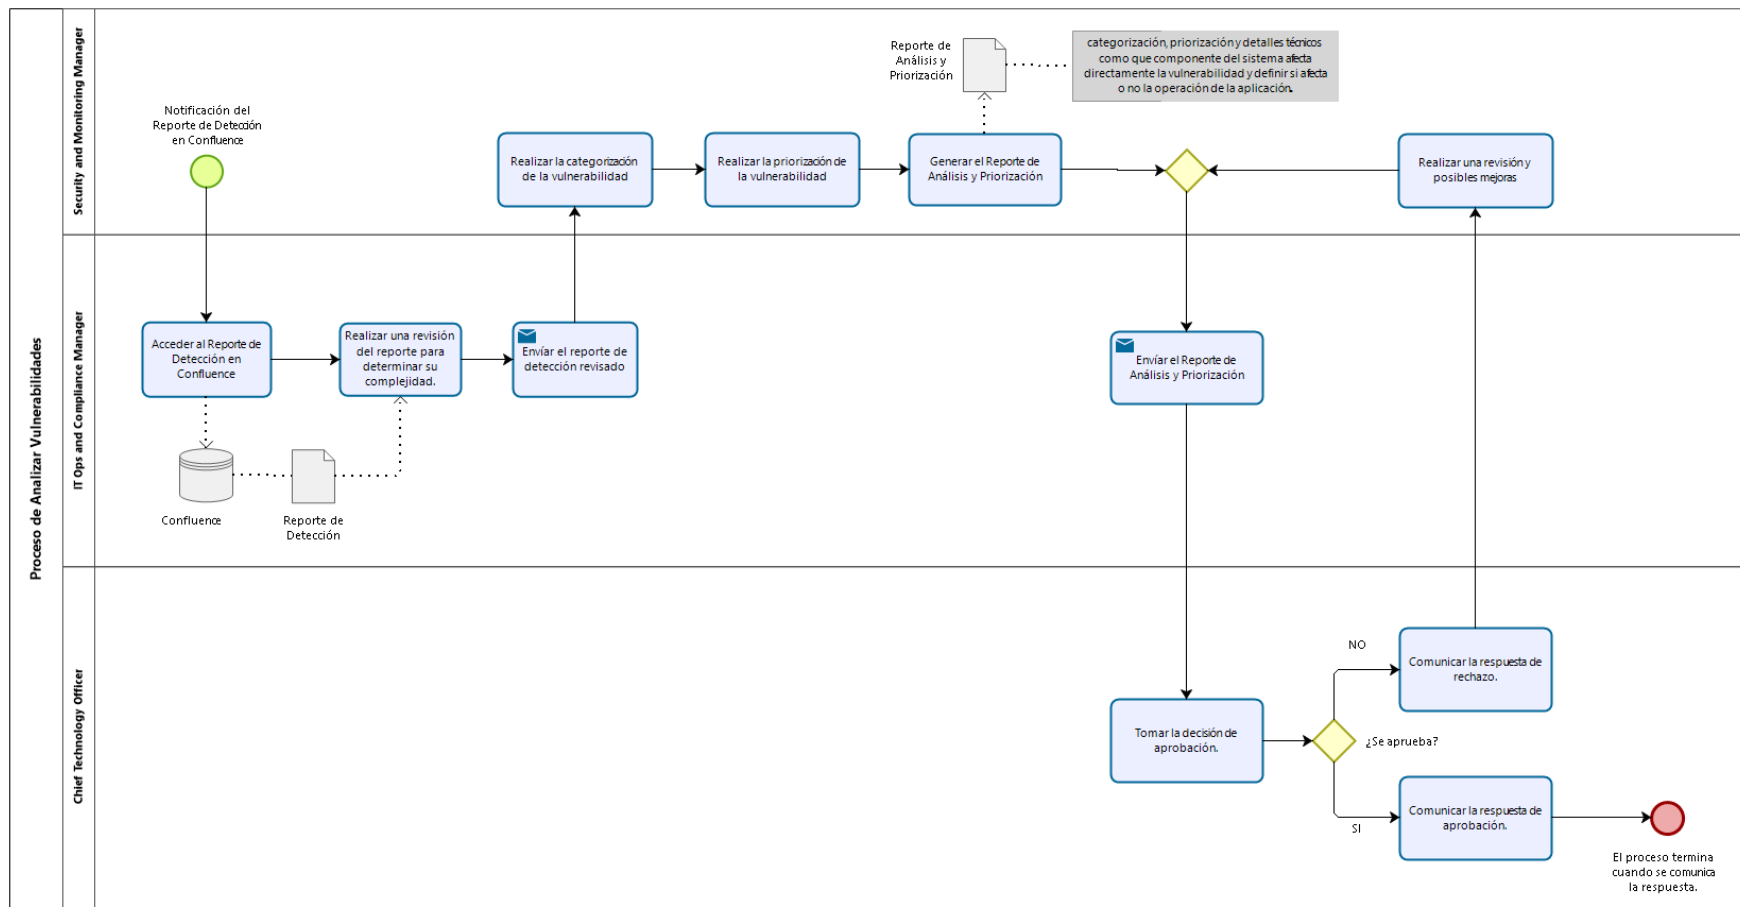 Proceso de Analizar Vulnerabilidades
Security and Monitoring Manager
Notificación del
Reporte de Detección
en Confluence
Realizar la categorización
de la vulnerabilidad
Realizar la priorización de
la vulnerabilidad
Reporte de
Análisis y
Priorización
categorización, priorización y detalles técnicos
como que componente del sistema afecta
directamente la vulnerabilidad y definir si afecta
o no la operación de la aplicación.
Generar el Reporte de
Análisis y Priorización
Realizar una revisión y
posibles mejoras
IT Ops and Compliance Manager
Acceder al Reporte de
Detección en
Confluence
Realizar una revisión
del reporte para
determinar su
complejidad.
Envíar el reporte de
detección revisado
Envíar el Reporte de
Análisis y Priorización
Confluence
Reporte de
Detección
Chief Technology Officer
Tomar la decisión de
aprobación.
¿Se aprueba?
NO
Comunicar la respuesta de
rechazo.
SI
Comunicar la respuesta de
aprobación.
El proceso termina
cuando se comunica
la respuesta.